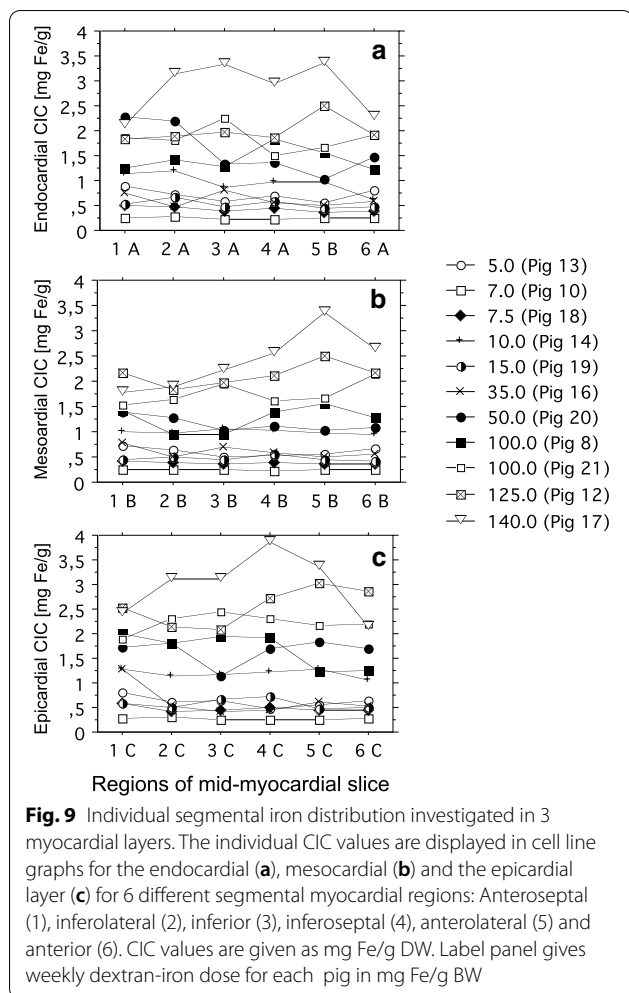 a
Endocardial CIC [mg Fe/g]
4
3,5
3
2,5
2
1,5
1
,5
0
1 A 2 A 3 A 4 A 5 B 6 A
b
Mesoardial CIC [mg Fe/g]
4
3,5
3
2,5
2
1,5
1
,5
0
1 B 2 B 3 B 4 B 5 B 6 B
c
Epicardial CIC [mg Fe/g]
4
3,5
3
2,5
2
1,5
1
,5
0
1 C 2 C 3 C 4 C 5 C 6 C
Regions of mid-myocardial slice
5.0 (Pig 13)
7.0 (Pig 10)
7.5 (Pig 18)
10.0 (Pig 14)
15.0 (Pig 19)
35.0 (Pig 16)
50.0 (Pig 20)
100.0 (Pig 8)
100.0 (Pig 21)
125.0 (Pig 12)
140.0 (Pig 17)
Fig. 9 Individual segmental iron distribution investigated in 3
myocardial layers. The individual CIC values are displayed in cell line
graphs for the endocardial (a), mesocardial (b) and the epicardial
layer (c) for 6 different segmental myocardial regions: Anteroseptal
(1), inferolateral (2), inferior (3), inferoseptal (4), anterolateral (5) and
anterior (6). CIC values are given as mg Fe/g DW. Label panel gives
weekly dextran-iron dose for each pig in mg Fe/g BW